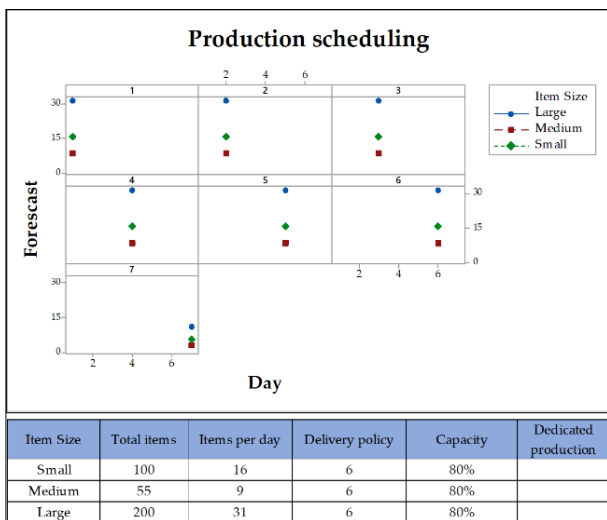 Production scheduling
2 4 6
1 2 3
30
15
0
Item Size
Large
Medium
Small
4 5 6
30
15
0
2 4 6
7
30
15
0
2 4 6
Forescast
Day
Item Size Total items Items per day Delivery policy Capacity Dedicated production
Small 100 16 6 80%
Medium 55 9 6 80%
Large 200 31 6 80%